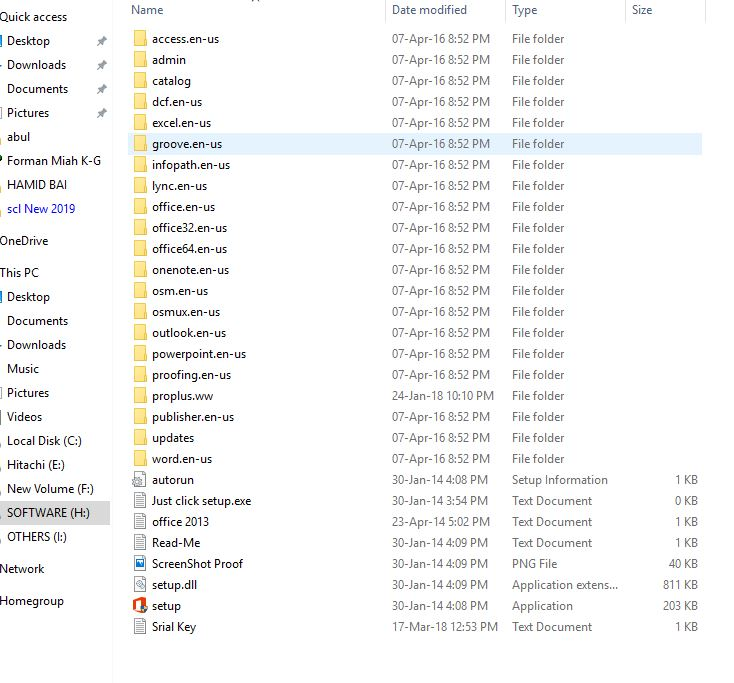 Name Date modified Type Size
Quick access
Desktop
Downloads
Documents
Pictures
abul
Forman Miah K-G
HAMID BAI
scl New 2019
OneDrive
This PC
Desktop
Documents
Downloads
Music
Pictures
Videos
Local Disk (C:)
Hitachi (E:)
New Volume (F:)
SOFTWARE (H:)
OTHERS (I:)
Network
Homegroup
access.en-us 07-Apr-16 8:52 PM File folder
admin 07-Apr-16 8:52 PM File folder
catalog 07-Apr-16 8:52 PM File folder
dcf.en-us 07-Apr-16 8:52 PM File folder
excel.en-us 07-Apr-16 8:52 PM File folder
groove.en-us 07-Apr-16 8:52 PM File folder
infopath.en-us 07-Apr-16 8:52 PM File folder
lync.en-us 07-Apr-16 8:52 PM File folder
office.en-us 07-Apr-16 8:52 PM File folder
office32.en-us 07-Apr-16 8:52 PM File folder
office64.en-us 07-Apr-16 8:52 PM File folder
onenote.en-us 07-Apr-16 8:52 PM File folder
osm.en-us 07-Apr-16 8:52 PM File folder
osmux.en-us 07-Apr-16 8:52 PM File folder
outlook.en-us 07-Apr-16 8:52 PM File folder
powerpoint.en-us 07-Apr-16 8:52 PM File folder
proofing.en-us 07-Apr-16 8:52 PM File folder
proplus.ww 24-Jan-18 10:10 PM File folder
publisher.en-us 07-Apr-16 8:52 PM File folder
updates 07-Apr-16 8:52 PM File folder
word.en-us 07-Apr-16 8:52 PM File folder
autorun 30-Jan-14 4:08 PM Setup Information 1 KB
Just click setup.exe 30-Jan-14 3:54 PM Text Document 0 KB
office 2013 23-Apr-14 5:02 PM Text Document 1 KB
Read-Me 30-Jan-14 4:09 PM Text Document 1 KB
ScreenShot Proof 30-Jan-14 4:09 PM PNG File 40 KB
setup.dll 30-Jan-14 4:09 PM Application extens... 811 KB
setup 30-Jan-14 4:08 PM Application 203 KB
Srial Key 17-Mar-18 12:53 PM Text Document 1 KB